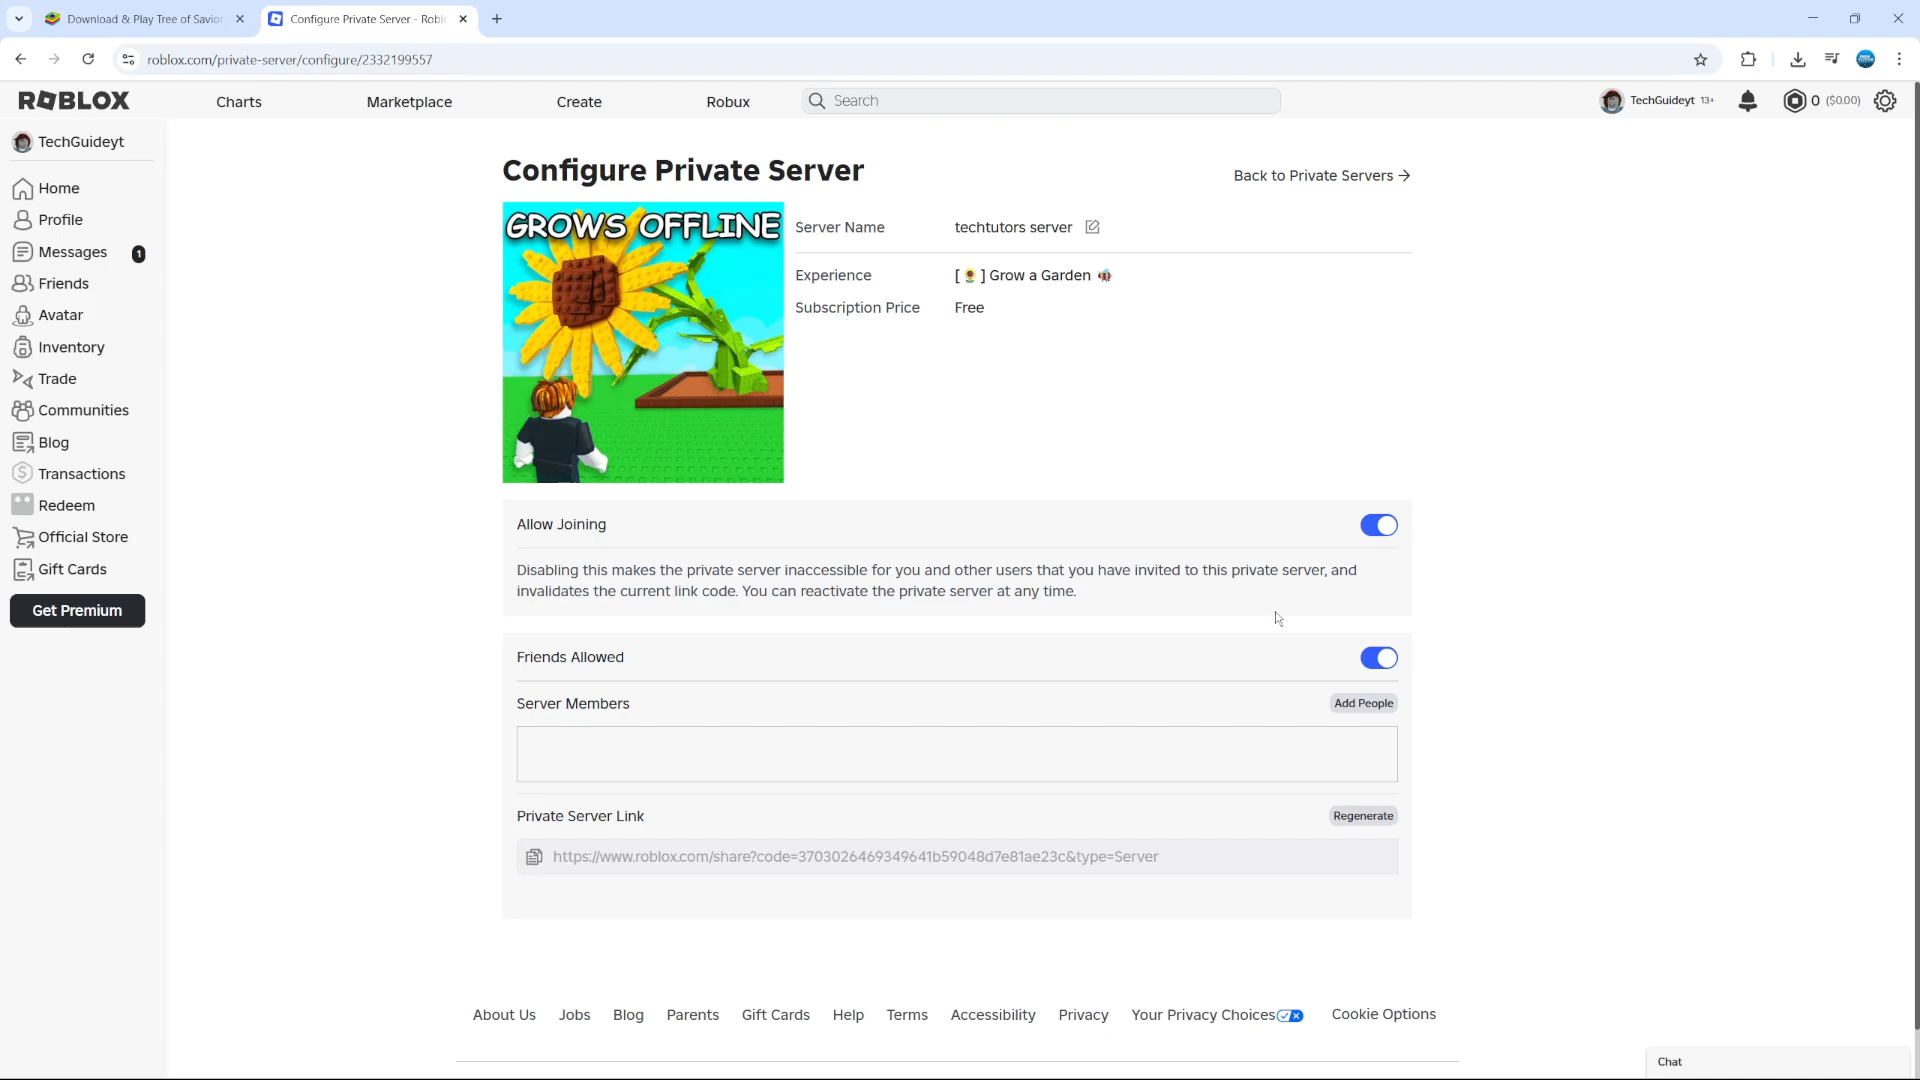 Download & Play Tree of Savior
Configure Private Server - Robl
roblox.com/private-server/configure/2332199557
ROBLOX
Charts
Marketplace
Create
Robux
Search
TechGuideyt 13+
0 ($0.00)
TechGuideyt
Home
Profile
Messages 1
Friends
Avatar
Inventory
Trade
Communities
Blog
Transactions
Redeem
Official Store
Gift Cards
Get Premium
Configure Private Server
Back to Private Servers →
GROWS OFFLINE
Server Name techtutors server
Experience [ 🌻 ] Grow a Garden 🐝
Subscription Price Free
Allow Joining
Disabling this makes the private server inaccessible for you and other users that you have invited to this private server, and
invalidates the current link code. You can reactivate the private server at any time.
Friends Allowed
Server Members Add People
Private Server Link Regenerate
https://www.roblox.com/share?code=3703026469349641b59048d7e81ae23c&type=Server
About Us Jobs Blog Parents Gift Cards Help Terms Accessibility Privacy Your Privacy Choices Cookie Options
Chat